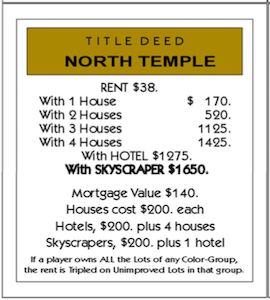 TITLE DEED
NORTH TEMPLE
RENT $38.
With 1 House $ 170.
With 2 Houses 520.
With 3 Houses 1125.
With 4 Houses 1425.
With HOTEL $1275.
With SKYSCRAPER $1650.
Mortgage Value $140.
Houses cost $200. each
Hotels, $200. plus 4 houses
Skyscrapers, $200. plus 1 hotel
If a player owns ALL the Lots of any Color-Group,
the rent is Tripled on Unimproved Lots in that group.